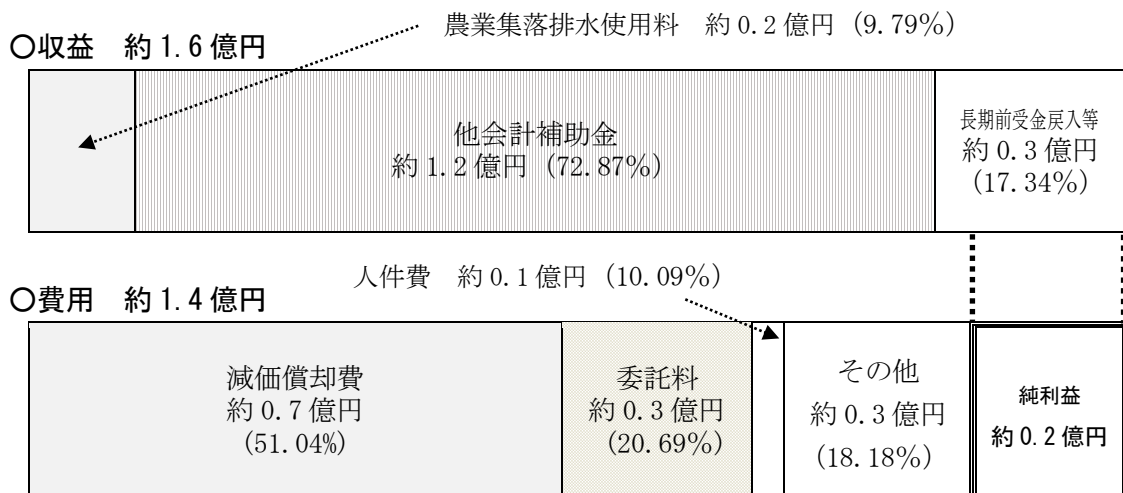 農業集落排水使用料　約 0.2 億円（9.79％）
〇収益　約 1.6 億円
他会計補助金
約 1.2 億円（72.87％）
長期前受金戻入等
約 0.3 億円
（17.34％）
人件費　約 0.1 億円（10.09％）
〇費用　約 1.4 億円
減価償却費
約 0.7 億円
(51.04%)
委託料
約 0.3 億円
（20.69％）
その他
約 0.3 億円
（18.18％）
純利益
約 0.2 億円